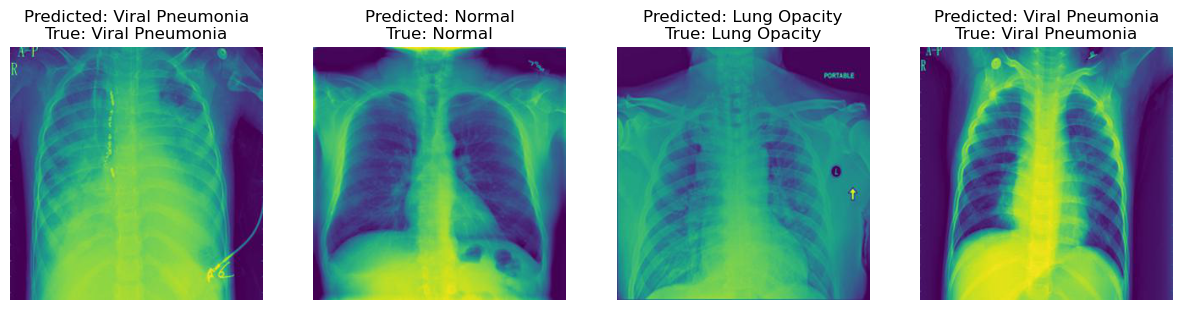 Predicted: Viral Pneumonia
True: Viral Pneumonia
Predicted: Normal
True: Normal
Predicted: Lung Opacity
True: Lung Opacity
Predicted: Viral Pneumonia
True: Viral Pneumonia
A-P
R
PORTABLE
L
A-P
R